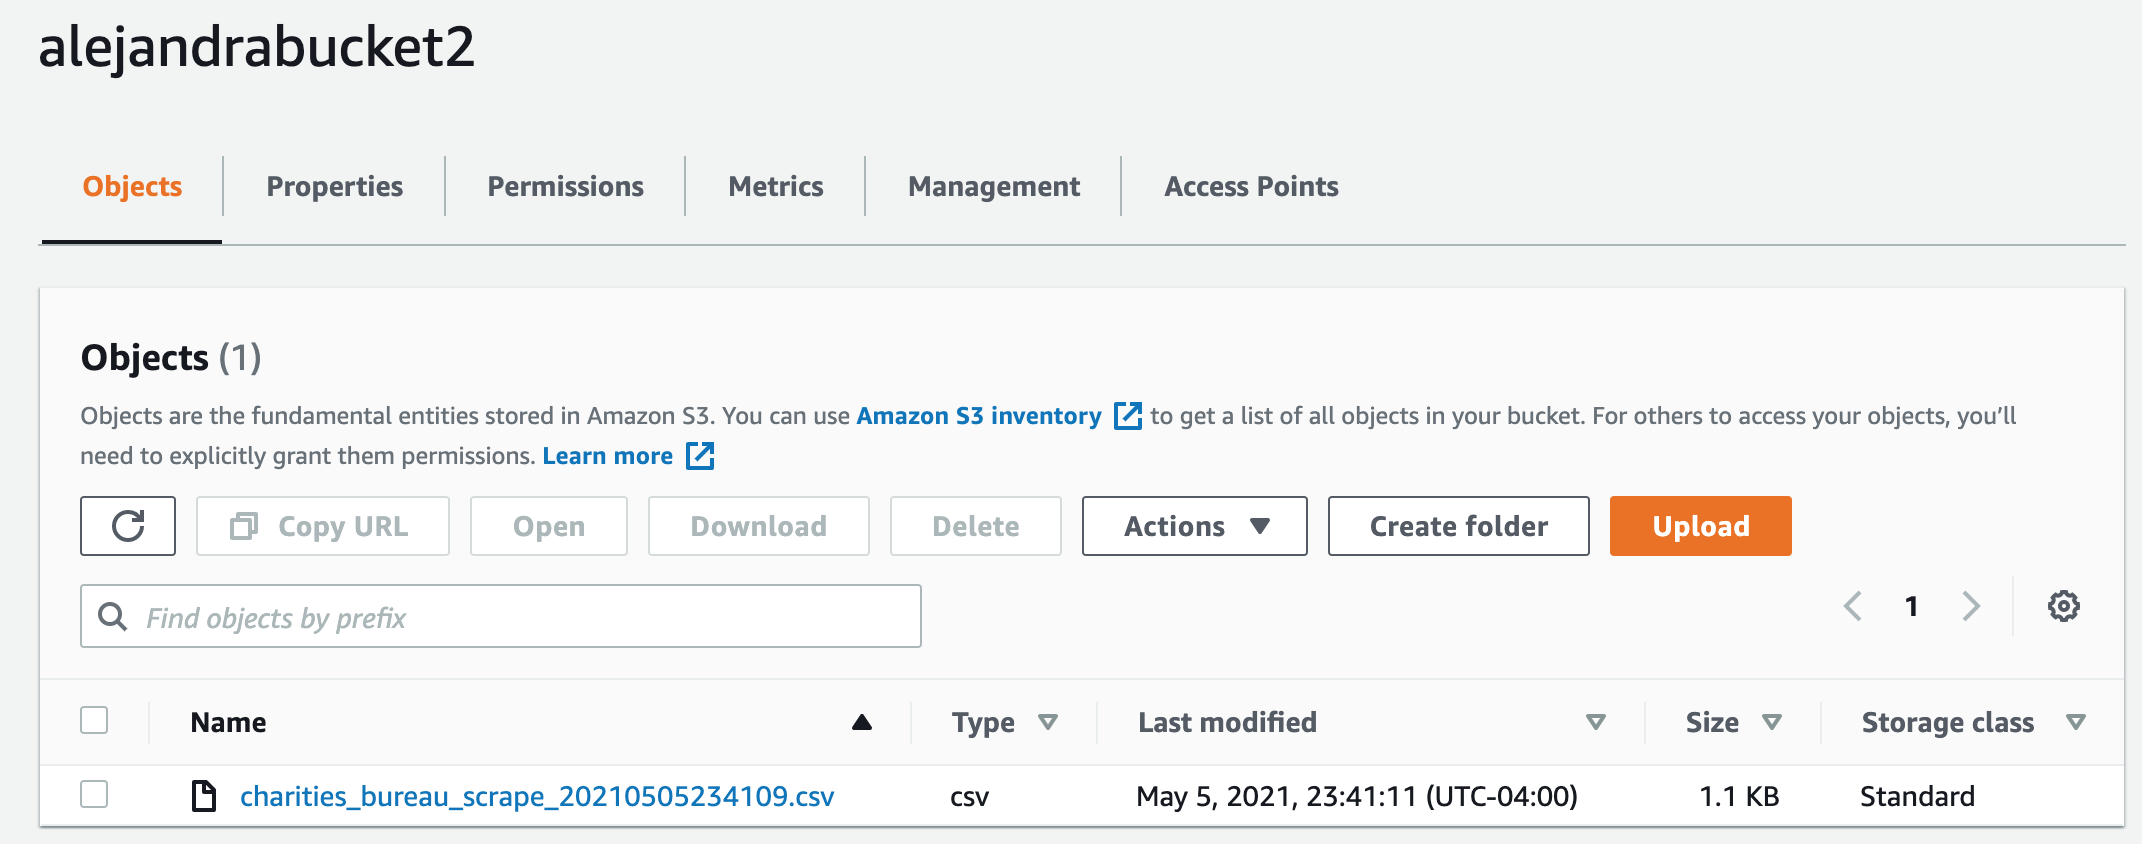 alejandrabucket2
Objects Properties Permissions Metrics Management Access Points
Objects (1)
Objects are the fundamental entities stored in Amazon S3. You can use Amazon S3 inventory to get a list of all objects in your bucket. For others to access your objects, you’ll
need to explicitly grant them permissions. Learn more
Copy URL Open Download Delete Actions Create folder Upload
Find objects by prefix 1
Name Type Last modified Size Storage class
charities_bureau_scrape_20210505234109.csv csv May 5, 2021, 23:41:11 (UTC-04:00) 1.1 KB Standard